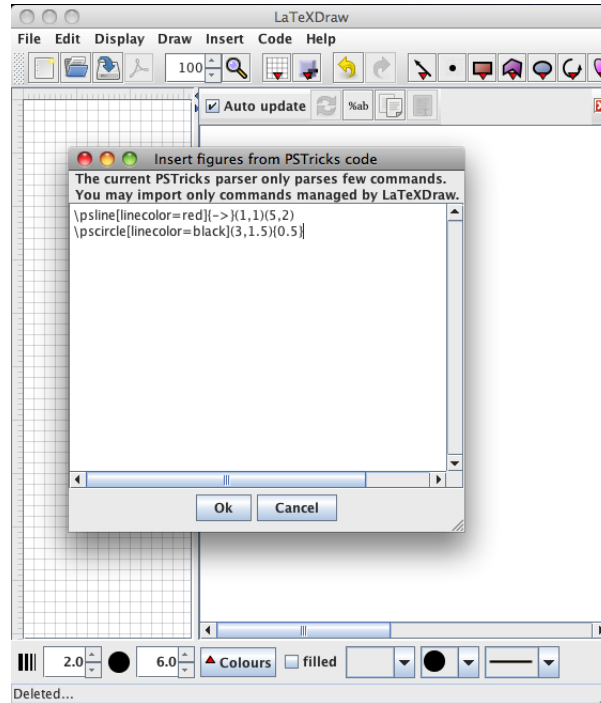 LaTeXDraw
File Edit Display Draw Insert Code Help
100
Auto update %ab
Insert figures from PSTricks code
The current PSTricks parser only parses few commands.
You may import only commands managed by LaTeXDraw.
\psline[linecolor=red]{->}(1,1)(5,2)
\pscircle[linecolor=black](3,1.5){0.5}
Ok Cancel
2.0 6.0 Colours filled
Deleted...